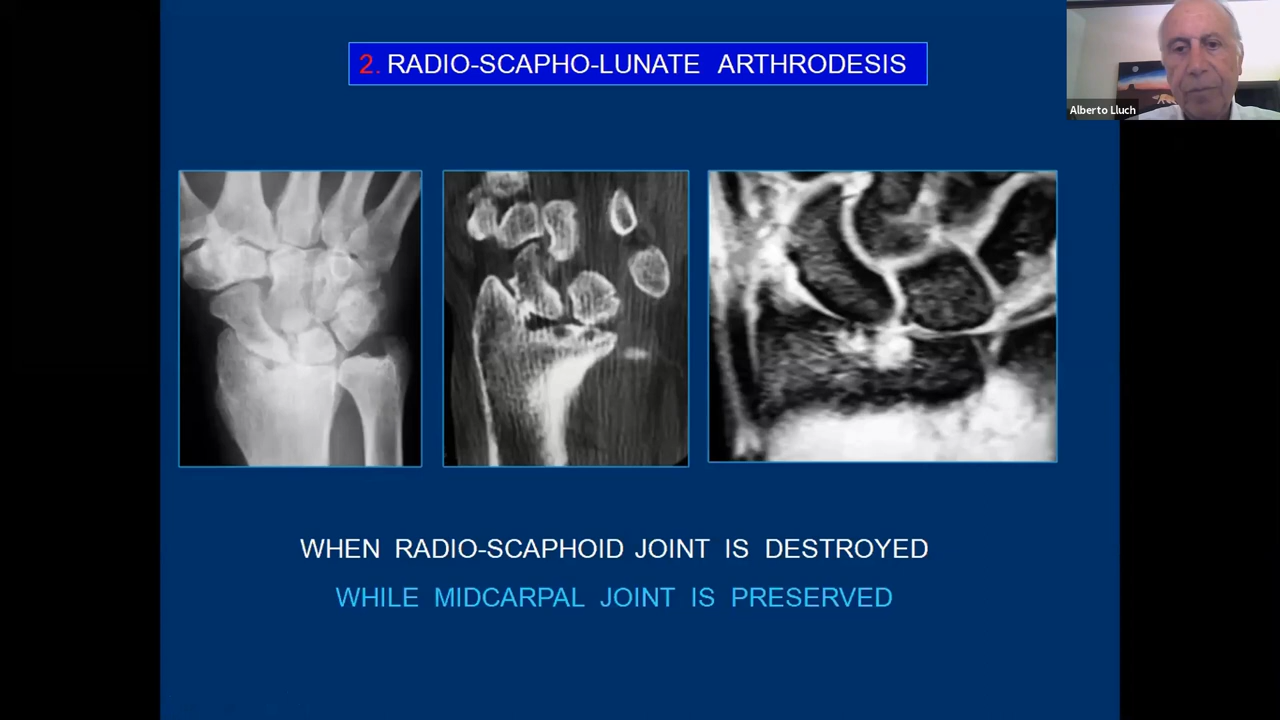 2. RADIO-SCAPHO-LUNATE ARTHRODESIS
Alberto Lluch
WHEN RADIO-SCAPHOID JOINT IS DESTROYED
WHILE MIDCARPAL JOINT IS PRESERVED